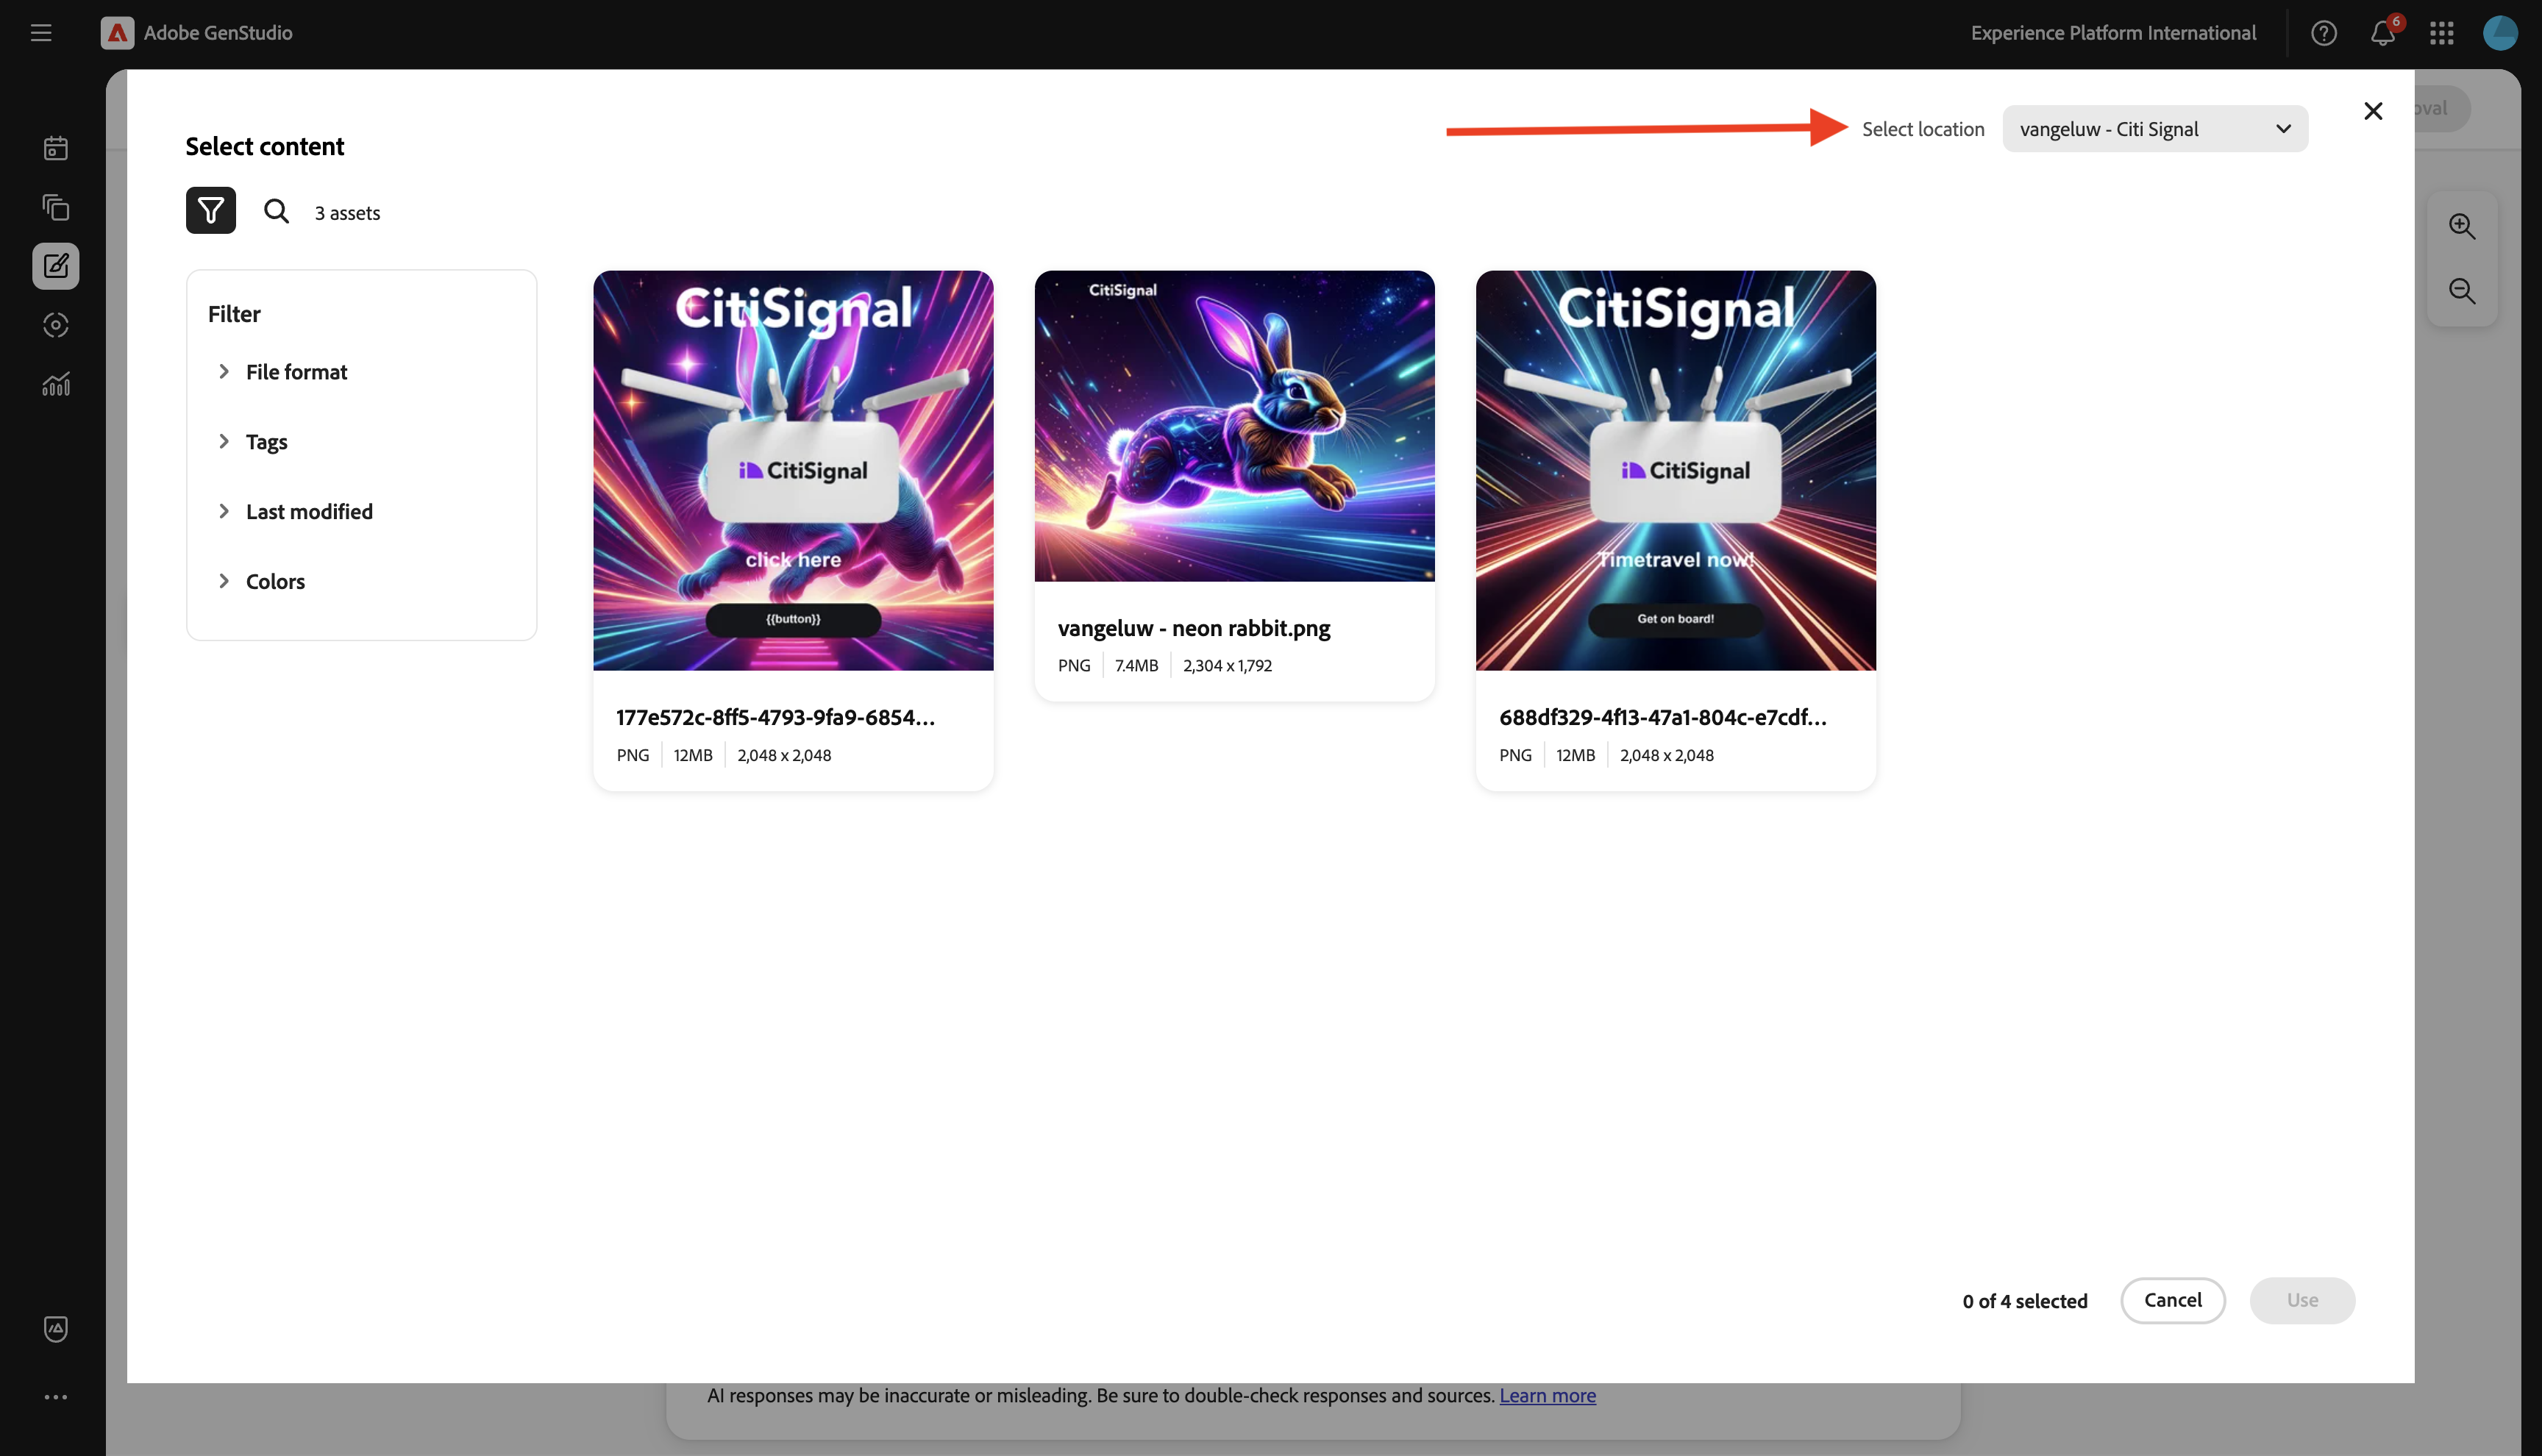 Adobe GenStudio
Experience Platform International
6
oval
Select content
Select location
vangeluw - Citi Signal
3 assets
Filter
File format
Tags
Last modified
Colors
CitiSignal
CitiSignal
click here
{{button}}
177e572c-8ff5-4793-9fa9-6854...
PNG 12MB 2,048 x 2,048
CitiSignal
vangeluw - neon rabbit.png
PNG 7.4MB 2,304 x 1,792
CitiSignal
CitiSignal
Timetravel now!
Get on board!
688df329-4f13-47a1-804c-e7cdf...
PNG 12MB 2,048 x 2,048
0 of 4 selected
Cancel
Use
AI responses may be inaccurate or misleading. Be sure to double-check responses and sources. Learn more